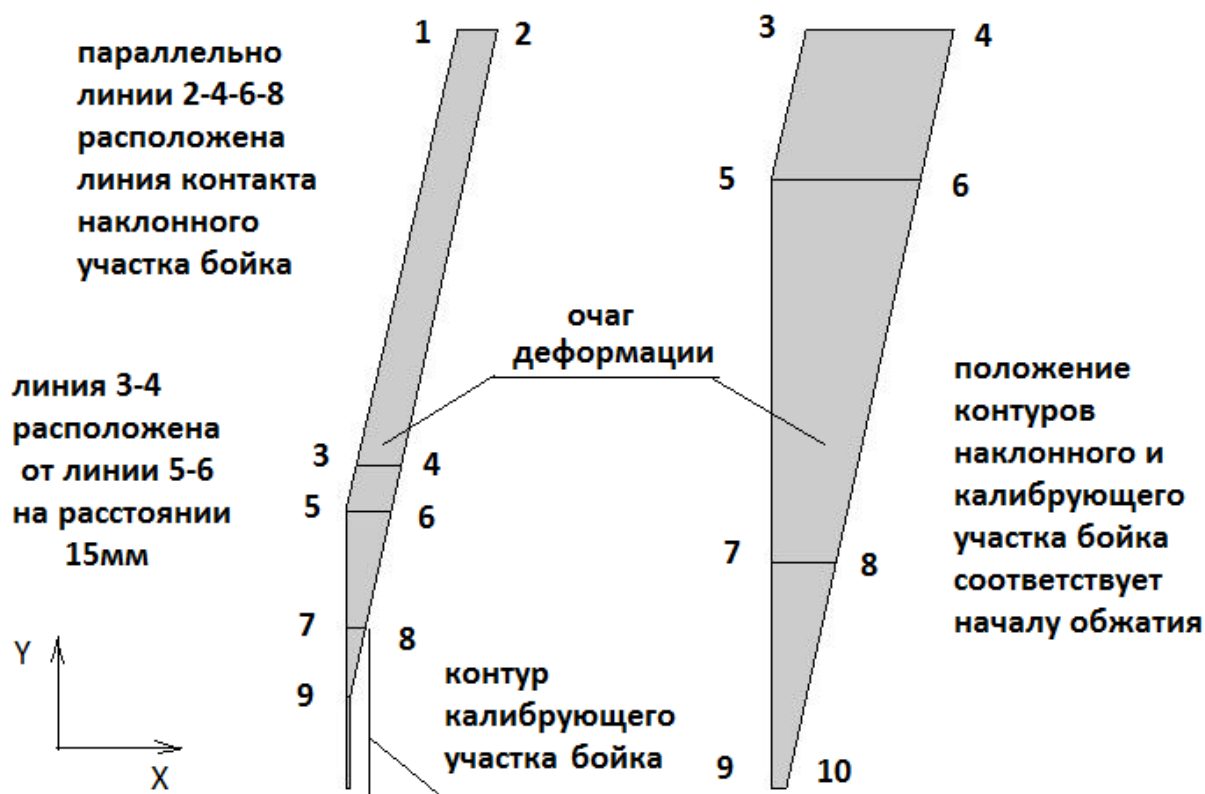 1 2
3 4
параллельно
линии 2-4-6-8
расположена
линия контакта
наклонного
участка бойка
5 6
очаг
деформации
линия 3-4
расположена
от линии 5-6
на расстоянии
15мм
3 4
5 6
7 8
9
положение
контуров
наклонного и
калибрующего
участка бойка
соответствует
началу обжатия
7 8
контур
калибрующего
участка бойка
9 10
Y
X